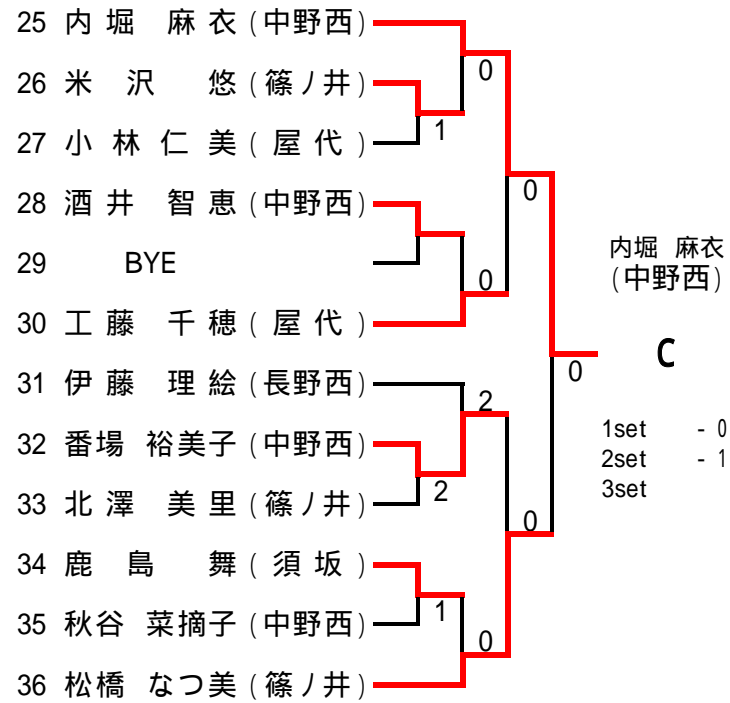 25 内堀 麻衣 (中野西)
26 米沢 悠 (篠ノ井)
27 小林仁美 (屋代)
28 酒井 智恵 (中野西)
29 BYE
30 工藤 千穂 (屋代)
31 伊藤 理絵 (長野西)
32 番場 裕美子 (中野西)
33 北澤 美里 (篠ノ井)
34 鹿島 舞 (須坂)
35 秋谷 菜摘子 (中野西)
36 松橋 なつ美 (篠ノ井)
0
1
0
2
2
1
0
0
0
0
内堀 麻衣
(中野西)
C
1set - 0
2set - 1
3set